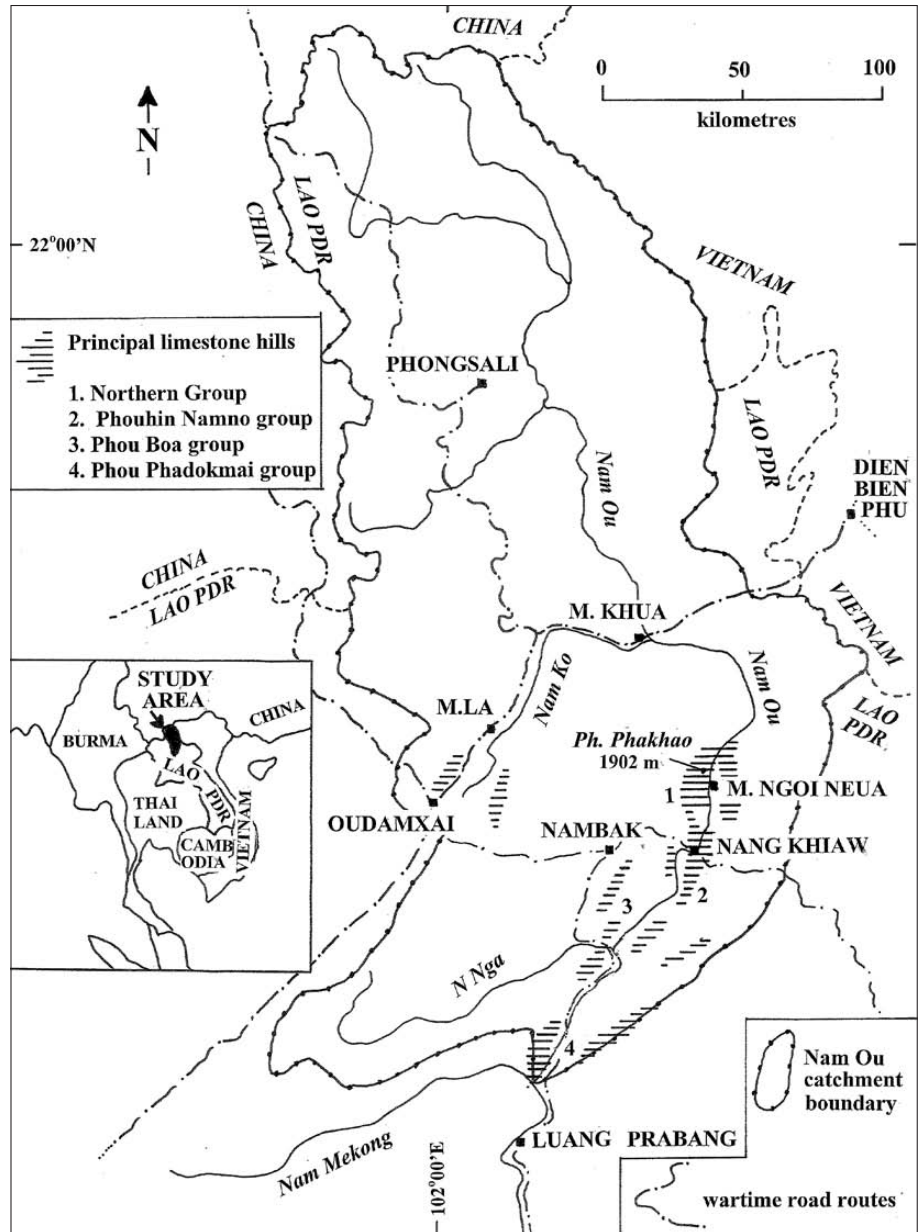 CHINA
0 50 100
kilometres
N
CHINA
LAO PDR
22°00'N
VIETNAM
Principal limestone hills
1. Northern Group
2. Phouhin Namno group
3. Phou Boa group
4. Phou Phadokmai group
PHONGSALI
LAO PDR
DIEN
BIEN
PHU
Nam Ou
CHINA
LAO PDR
M. KHUA
VIETNAM
LAO
PDR
Nam Ko
Nam Ou
M.LA
Ph. Phakhao
1902 m
1
M. NGOI NEUA
OUDAMXAI
NAMBAK
NANG KHIAW
2
3
STUDY
AREA
CHINA
BURMA
LAO
PDR
VIETNAM
THAI
LAND
CAMB
ODIA
N Nga
4
Nam Ou
catchment
boundary
LUANG PRABANG
Nam Mekong
102°00'E
wartime road routes